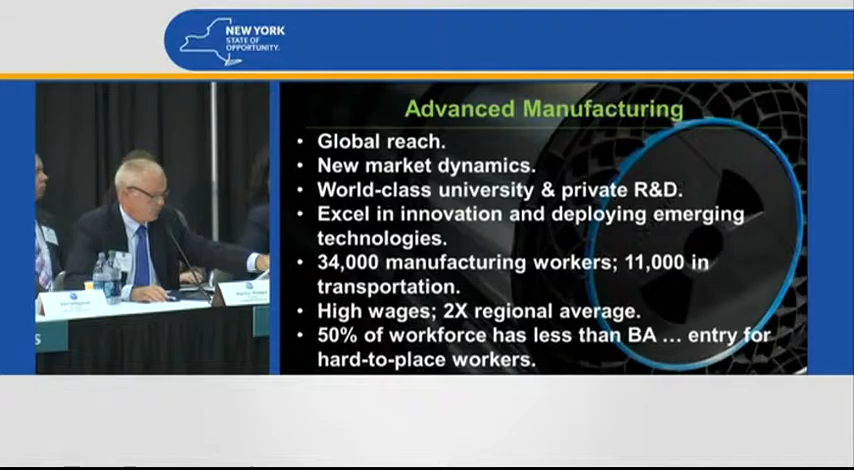 NEW YORK
STATE OF
OPPORTUNITY.
Advanced Manufacturing
• Global reach.
• New market dynamics.
• World-class university & private R&D.
• Excel in innovation and deploying emerging
technologies.
• 34,000 manufacturing workers; 11,000 in
transportation.
• High wages; 2X regional average.
• 50% of workforce has less than BA … entry for
hard-to-place workers.